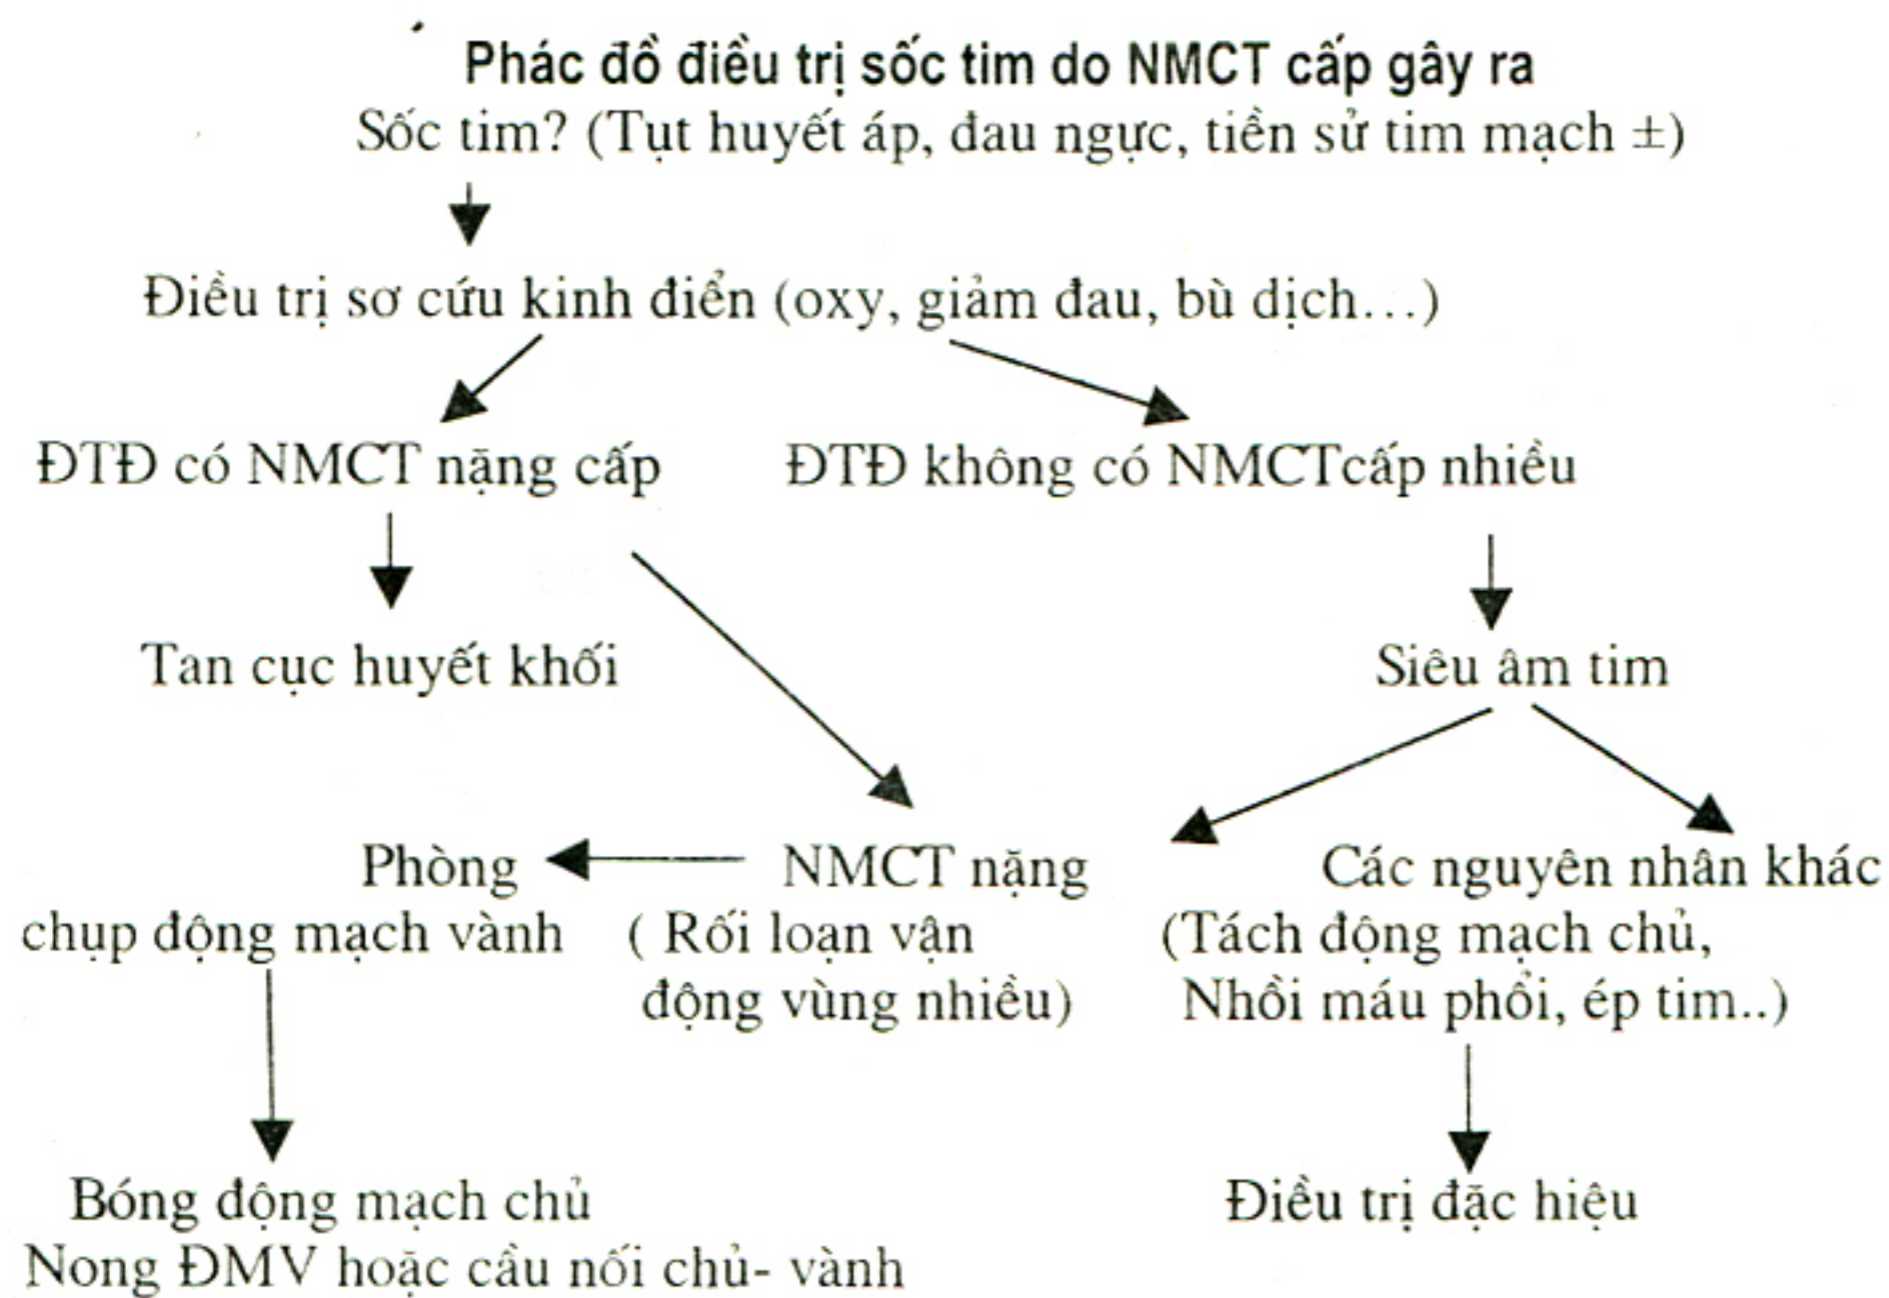 Phác đồ điều trị sốc tim do NMCT cấp gây ra
Sốc tim? (Tụt huyết áp, đau ngực, tiền sử tim mạch ±)
Điều trị sơ cứu kinh điển (oxy, giảm đau, bù dịch...)
ĐTĐ có NMCT nặng cấp
ĐTĐ không có NMCTcấp nhiều
Tan cục huyết khối
Siêu âm tim
Phòng
chụp động mạch vành
NMCT nặng
( Rối loạn vận
động vùng nhiều)
Các nguyên nhân khác
(Tách động mạch chủ,
Nhồi máu phổi, ép tim..)
Bóng động mạch chủ
Nong ĐMV hoặc cầu nối chủ- vành
Điều trị đặc hiệu